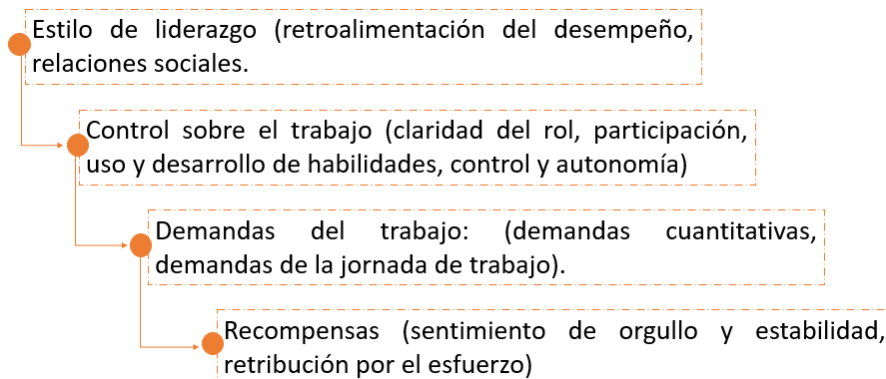 Estilo de liderazgo (retroalimentación del desempeño,
relaciones sociales.
Control sobre el trabajo (claridad del rol, participación,
uso y desarrollo de habilidades, control y autonomía)
Demandas del trabajo: (demandas cuantitativas,
demandas de la jornada de trabajo).
Recompensas (sentimiento de orgullo y estabilidad,
retribución por el esfuerzo)